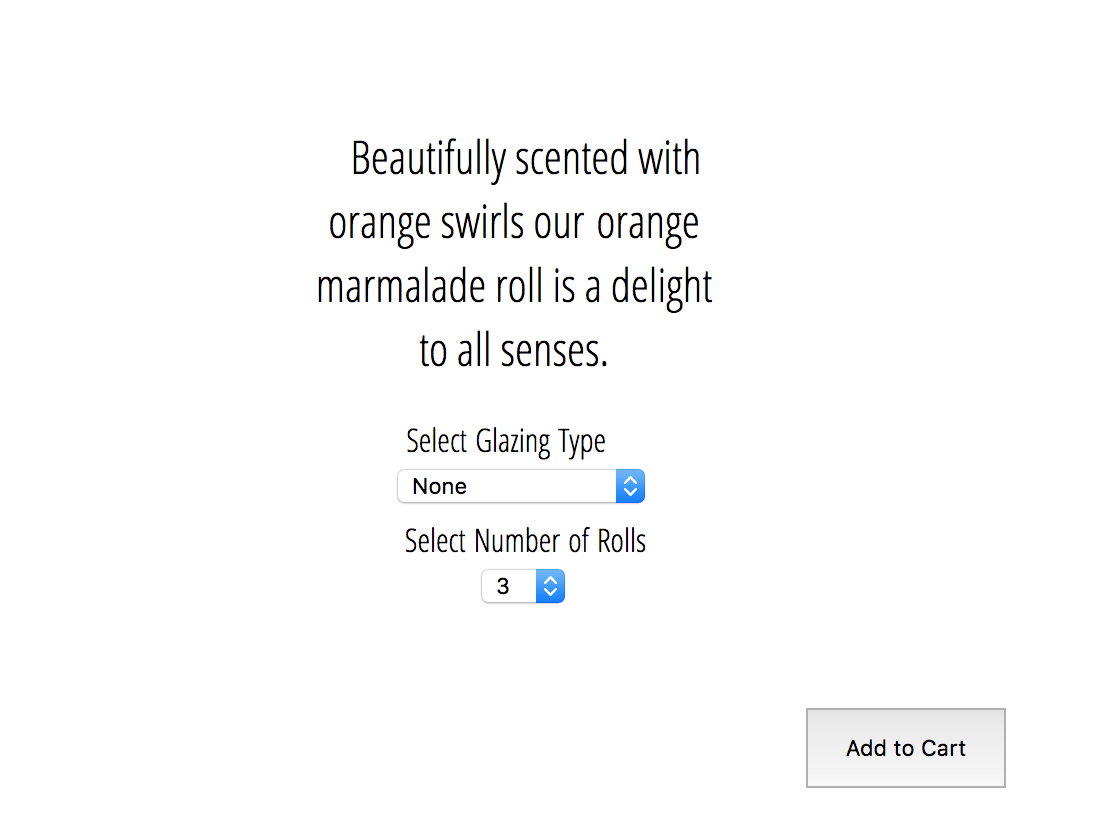 Beautifully scented with
orange swirls our orange
marmalade roll is a delight
to all senses.
Select Glazing Type
None
Select Number of Rolls
3
Add to Cart